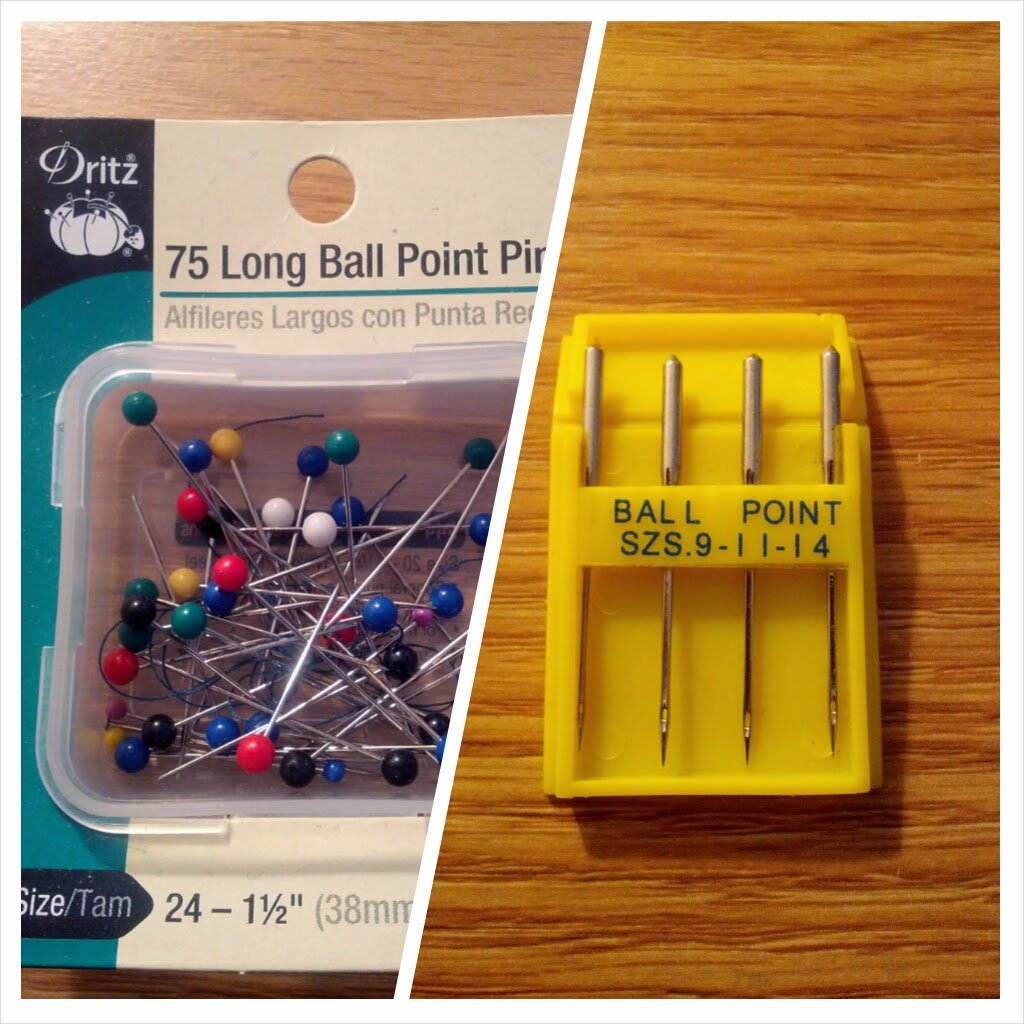 Dritz®
75 Long Ball Point Pin
Alfileres Largos con Punta Red
Size/Tam
24 – 1½" (38mm
BALL POINT
SZS.9-11-14